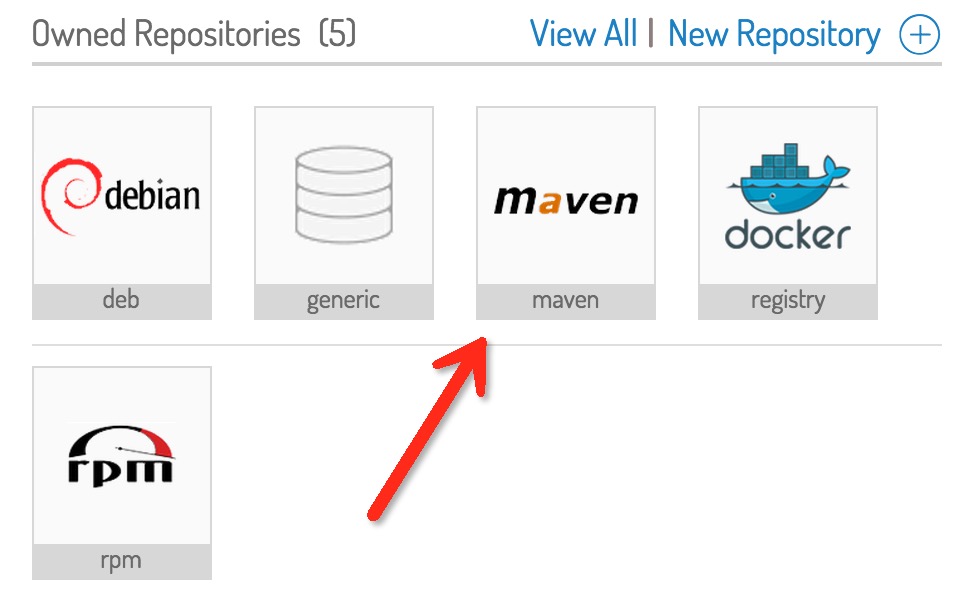 Owned Repositories (5) View All | New Repository
debian
maven
docker
deb generic maven registry
rpm
rpm